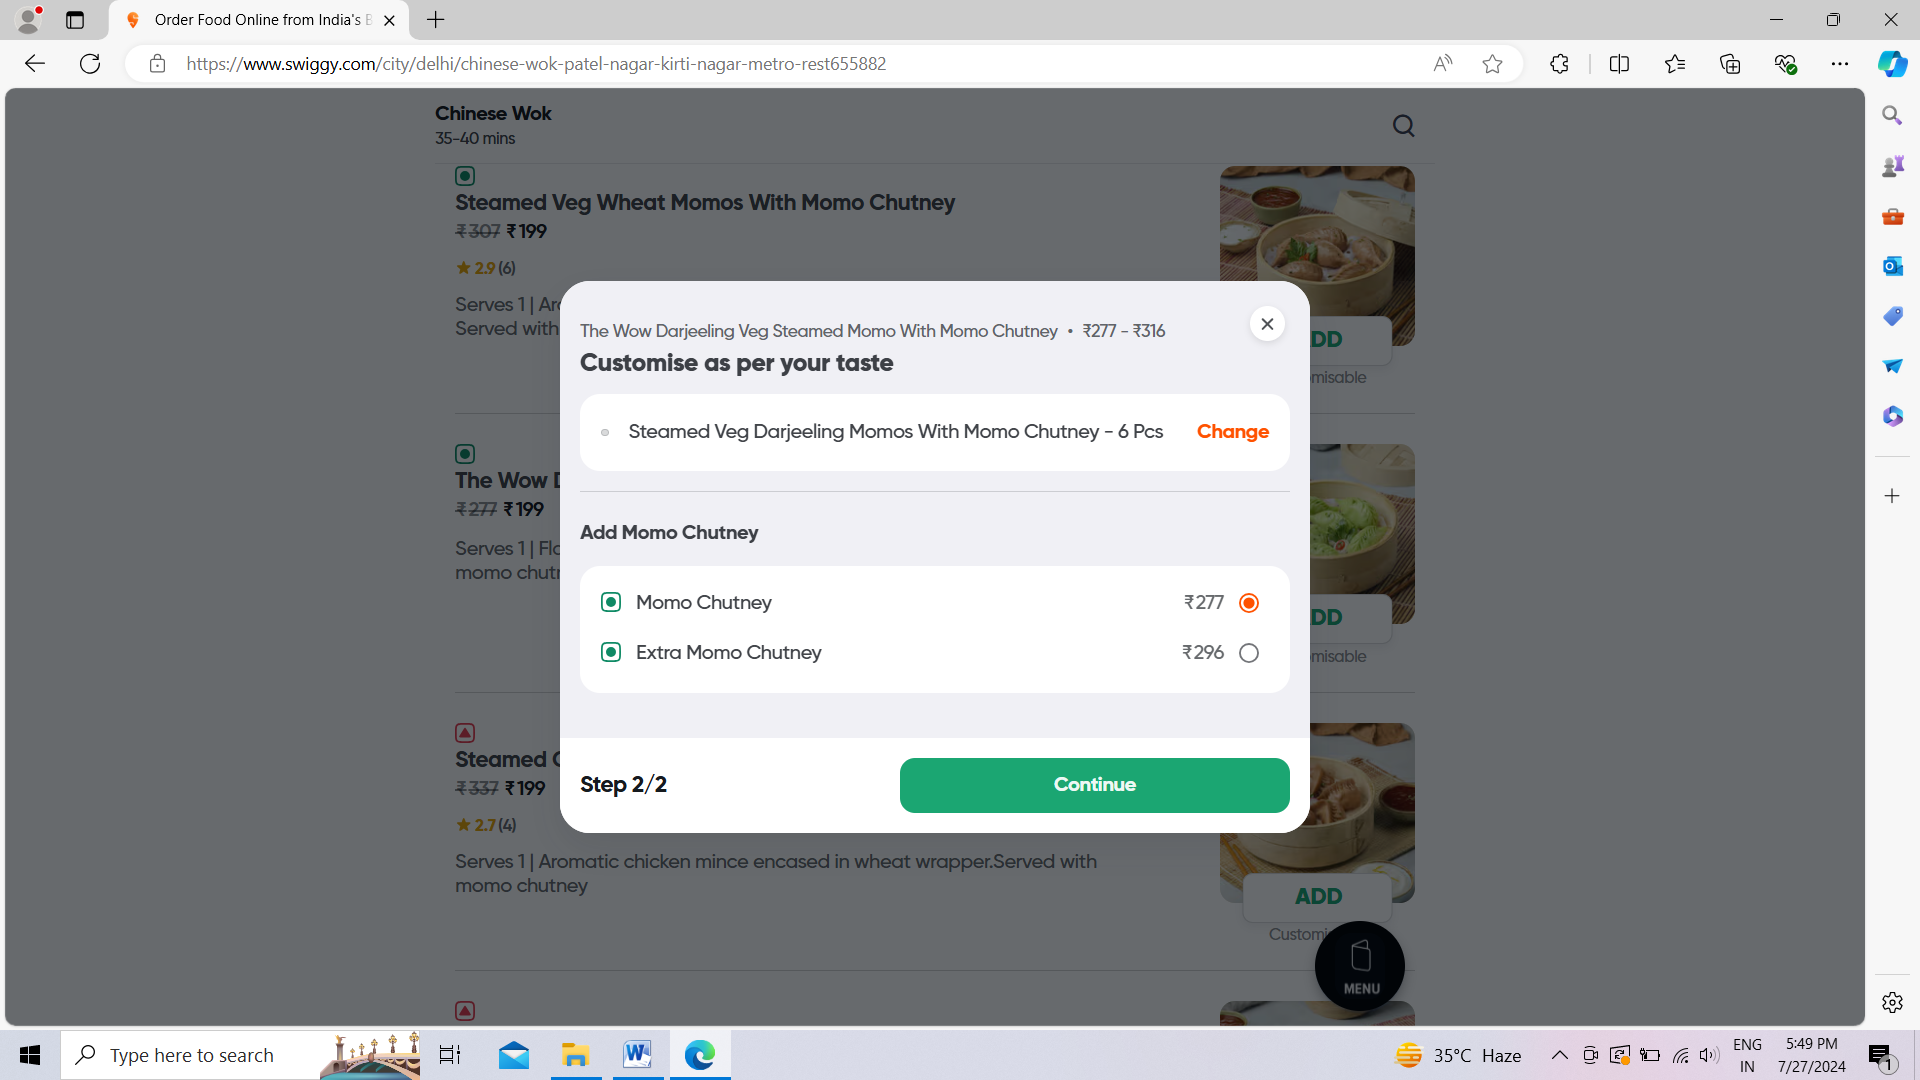 Order Food Online from India's B
https://www.swiggy.com/city/delhi/chinese-wok-patel-nagar-kirti-nagar-metro-rest655882
Chinese Wok
35-40 mins
Steamed Veg Wheat Momos With Momo Chutney
₹307 ₹199
2.9 (6)
Serves 1 | Aro
Served with
DD
misable
The Wow Darjeeling Veg Steamed Momo With Momo Chutney • ₹277 - ₹316
Customise as per your taste
Steamed Veg Darjeeling Momos With Momo Chutney - 6 Pcs Change
Add Momo Chutney
Momo Chutney ₹277
Extra Momo Chutney ₹296
Step 2/2
Continue
The Wow D
₹277 ₹199
Serves 1 | Flo
momo chutn
DD
misable
Steamed C
₹337 ₹199
2.7 (4)
Serves 1 | Aromatic chicken mince encased in wheat wrapper.Served with
momo chutney
ADD
Customi
MENU
Type here to search
35°C Haze
ENG
IN
5:49 PM
7/27/2024
1